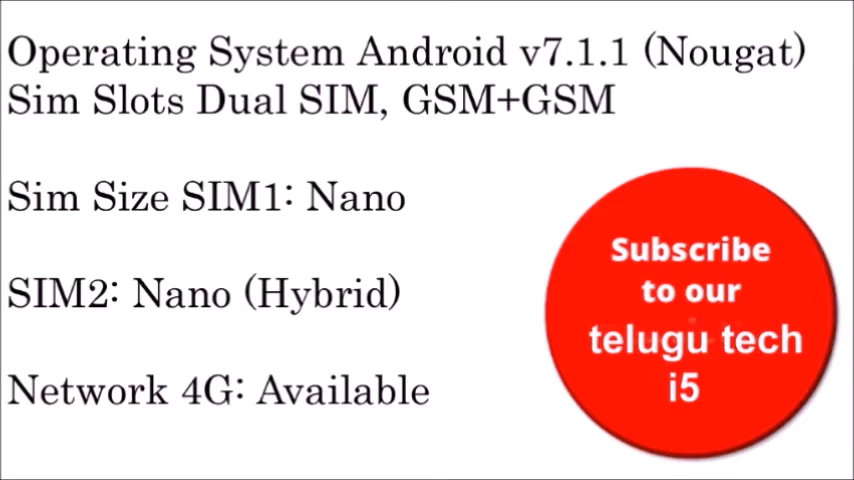 Operating System Android v7.1.1 (Nougat)
Sim Slots Dual SIM, GSM+GSM
Sim Size SIM1: Nano
SIM2: Nano (Hybrid)
Network 4G: Available
Subscribe
to our
telugu tech
i5